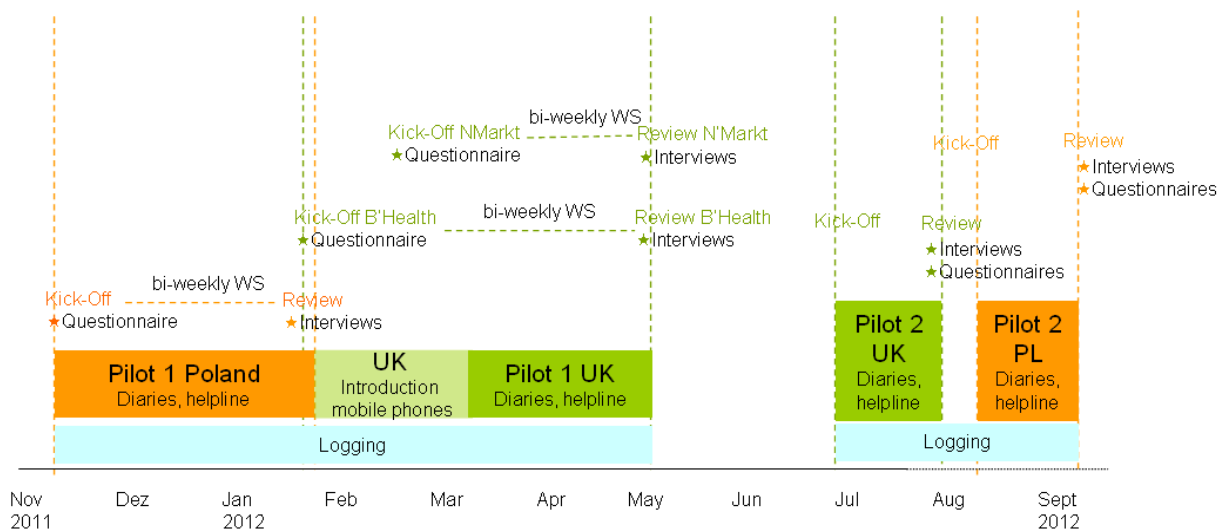 bi-weekly WS
Kick-Off NMarkt
Review N'Markt
Questionnaire
Interviews
Kick-Off
Review
Interviews
Questionnaires
bi-weekly WS
Kick-Off B'Health
Review B'Health
Questionnaire
Interviews
Kick-Off
Review
Interviews
Questionnaires
bi-weekly WS
Kick-Off
Review
Questionnaire
Interviews
Pilot 1 Poland
Diaries, helpline
UK
Introduction
mobile phones
Pilot 1 UK
Diaries, helpline
Pilot 2
UK
Diaries,
helpline
Pilot 2
PL
Diaries,
helpline
Logging
Logging
Nov
2011
Dez
Jan
2012
Feb
Mar
Apr
May
Jun
Jul
Aug
Sept
2012